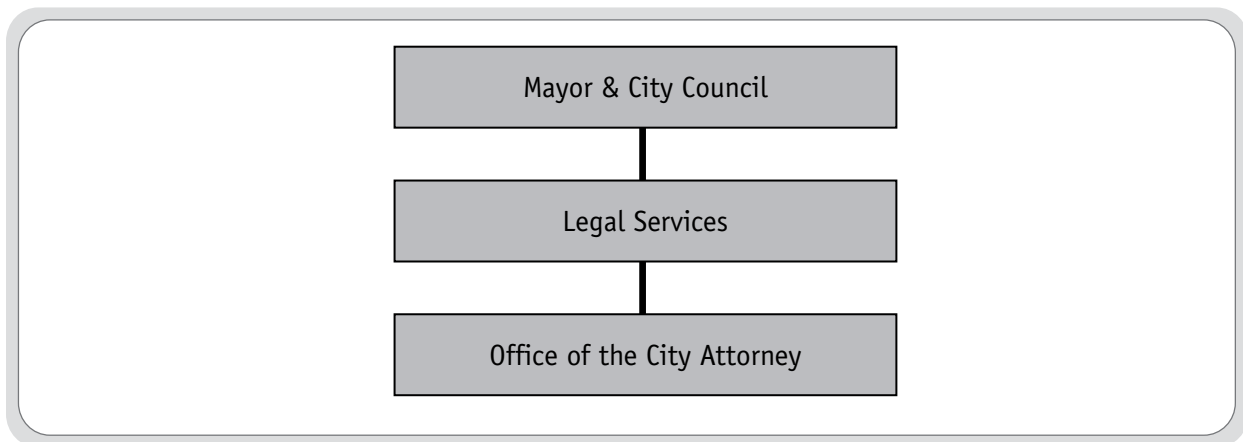 Mayor & City Council
Legal Services
Office of the City Attorney